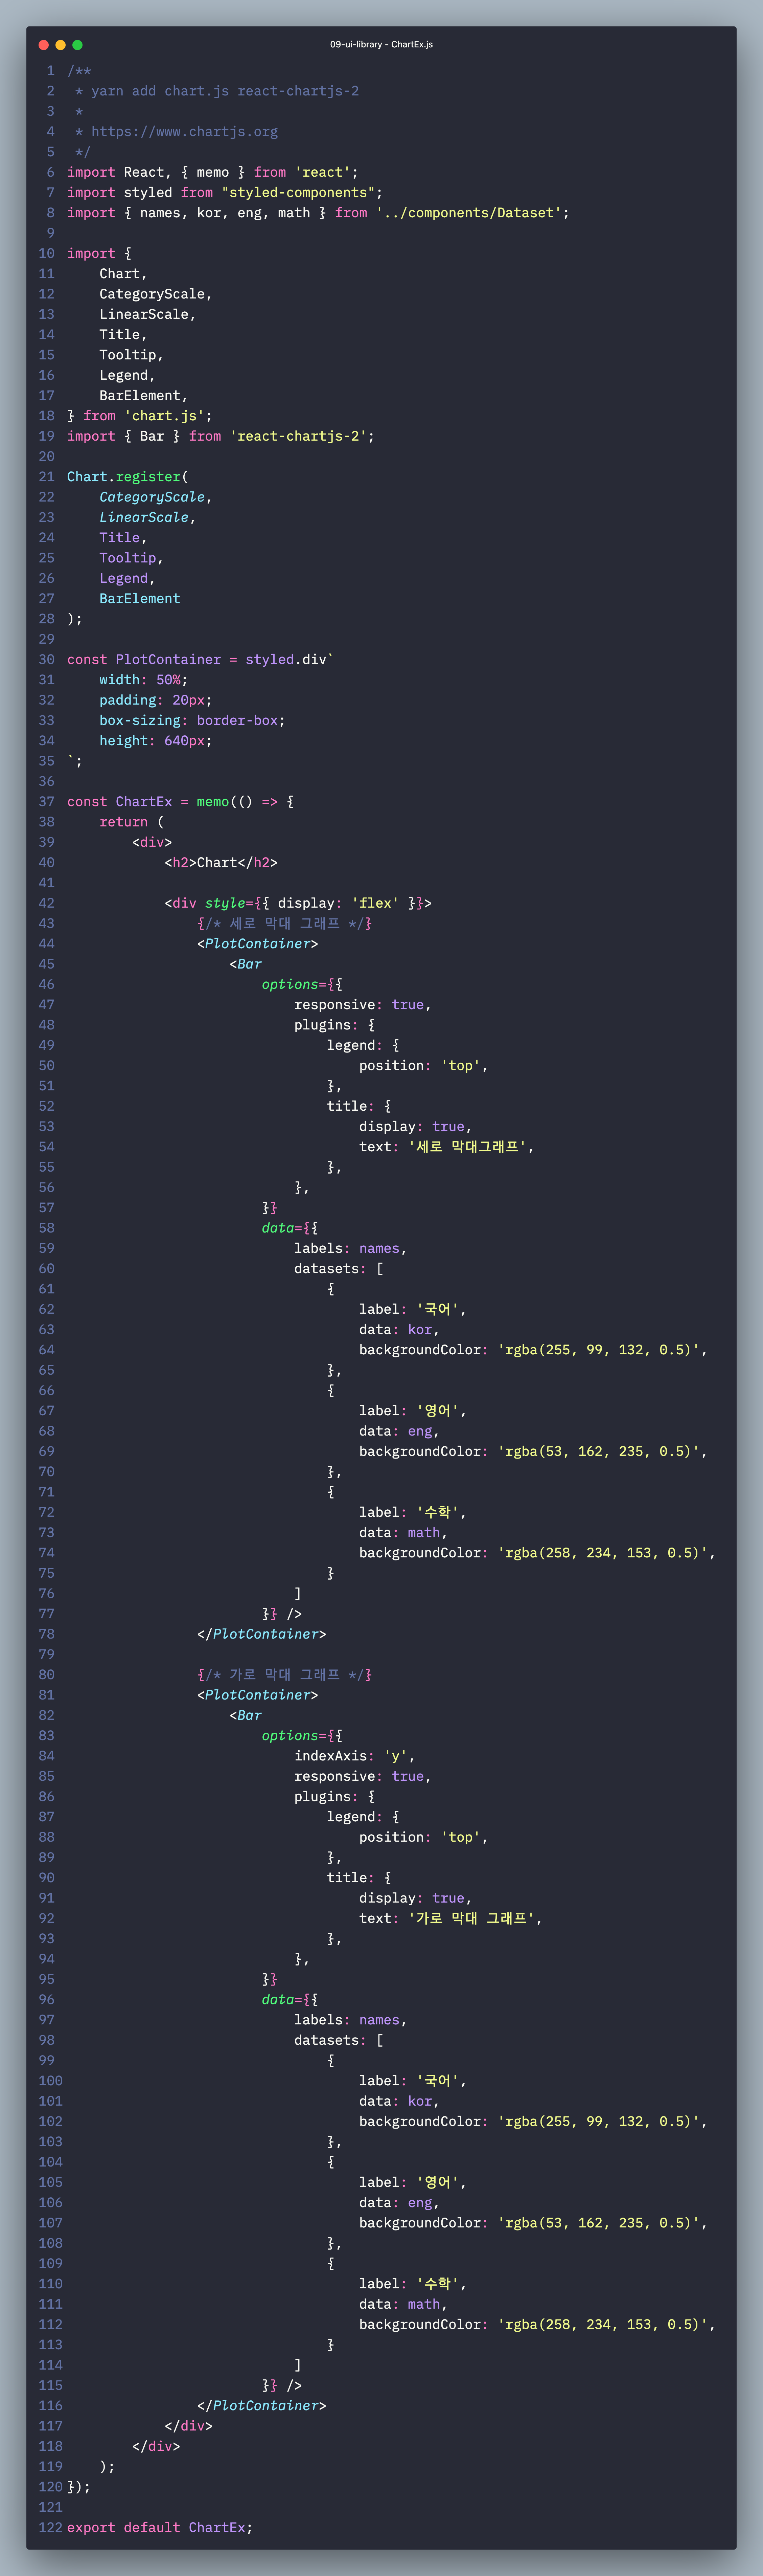 09-ui-library - ChartEx.js
1 /**
2  * yarn add chart.js react-chartjs-2
3  *
4  * https://www.chartjs.org
5  */
6 import React, { memo } from 'react';
7 import styled from "styled-components";
8 import { names, kor, eng, math } from '../components/Dataset';
9
10 import {
11     Chart,
12     CategoryScale,
13     LinearScale,
14     Title,
15     Tooltip,
16     Legend,
17     BarElement,
18 } from 'chart.js';
19 import { Bar } from 'react-chartjs-2';
20
21 Chart.register(
22     CategoryScale,
23     LinearScale,
24     Title,
25     Tooltip,
26     Legend,
27     BarElement
28 );
29
30 const PlotContainer = styled.div`
31     width: 50%;
32     padding: 20px;
33     box-sizing: border-box;
34     height: 640px;
35 `;
36
37 const ChartEx = memo(() => {
38     return (
39         <div>
40             <h2>Chart</h2>
41
42             <div style={{ display: 'flex' }}>
43                 {/* 세로 막대 그래프 */}
44                 <PlotContainer>
45                     <Bar
46                         options={{
47                             responsive: true,
48                             plugins: {
49                                 legend: {
50                                     position: 'top',
51                                 },
52                                 title: {
53                                     display: true,
54                                     text: '세로 막대그래프',
55                                 },
56                             },
57                         }}
58                         data={{
59                             labels: names,
60                             datasets: [
61                                 {
62                                     label: '국어',
63                                     data: kor,
64                                     backgroundColor: 'rgba(255, 99, 132, 0.5)',
65                                 },
66                                 {
67                                     label: '영어',
68                                     data: eng,
69                                     backgroundColor: 'rgba(53, 162, 235, 0.5)',
70                                 },
71                                 {
72                                     label: '수학',
73                                     data: math,
74                                     backgroundColor: 'rgba(258, 234, 153, 0.5)',
75                                 }
76                             ]
77                         }} />
78                 </PlotContainer>
79
80                 {/* 가로 막대 그래프 */}
81                 <PlotContainer>
82                     <Bar
83                         options={{
84                             indexAxis: 'y',
85                             responsive: true,
86                             plugins: {
87                                 legend: {
88                                     position: 'top',
89                                 },
90                                 title: {
91                                     display: true,
92                                     text: '가로 막대 그래프',
93                                 },
94                             },
95                         }}
96                         data={{
97                             labels: names,
98                             datasets: [
99                                 {
100                                     label: '국어',
101                                     data: kor,
102                                     backgroundColor: 'rgba(255, 99, 132, 0.5)',
103                                 },
104                                 {
105                                     label: '영어',
106                                     data: eng,
107                                     backgroundColor: 'rgba(53, 162, 235, 0.5)',
108                                 },
109                                 {
110                                     label: '수학',
111                                     data: math,
112                                     backgroundColor: 'rgba(258, 234, 153, 0.5)',
113                                 }
114                             ]
115                         }} />
116                 </PlotContainer>
117             </div>
118         </div>
119     );
120 });
121
122 export default ChartEx;